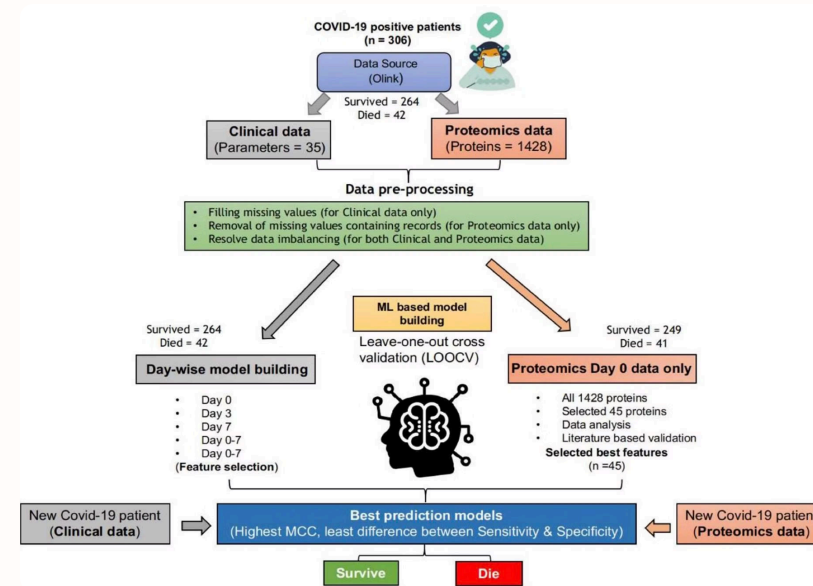 COVID-19 positive patients
(n = 306)
Data Source
(Olink)
Survived = 264
Died = 42
Clinical data
(Parameters = 35)
Proteomics data
(Proteins = 1428)
Data pre-processing
• Filling missing values (for Clinical data only)
• Removal of missing values containing records (for Proteomics data only)
• Resolve data imbalancing (for both Clinical and Proteomics data)
ML based model
building
Leave-one-out cross
validation (LOOCV)
Survived = 264
Died = 42
Day-wise model building
• Day 0
• Day 3
• Day 7
• Day 0-7
• Day 0-7
(Feature selection)
Survived = 249
Died = 41
Proteomics Day 0 data only
• All 1428 proteins
• Selected 45 proteins
• Data analysis
• Literature based validation
Selected best features
(n =45)
New Covid-19 patient
(Clinical data)
Best prediction models
(Highest MCC, least difference between Sensitivity & Specificity)
New Covid-19 patient
(Proteomics data)
Survive
Die